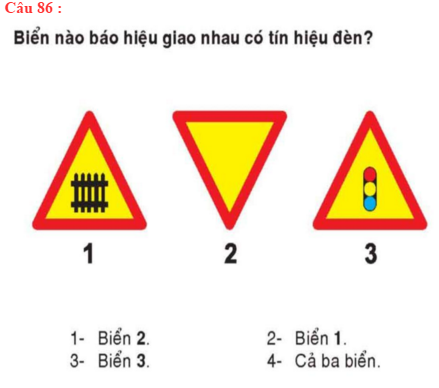 Câu 86 :
Biển nào báo hiệu giao nhau có tín hiệu đèn?
1 2 3
1- Biển 2. 2- Biển 1.
3- Biển 3. 4- Cả ba biển.